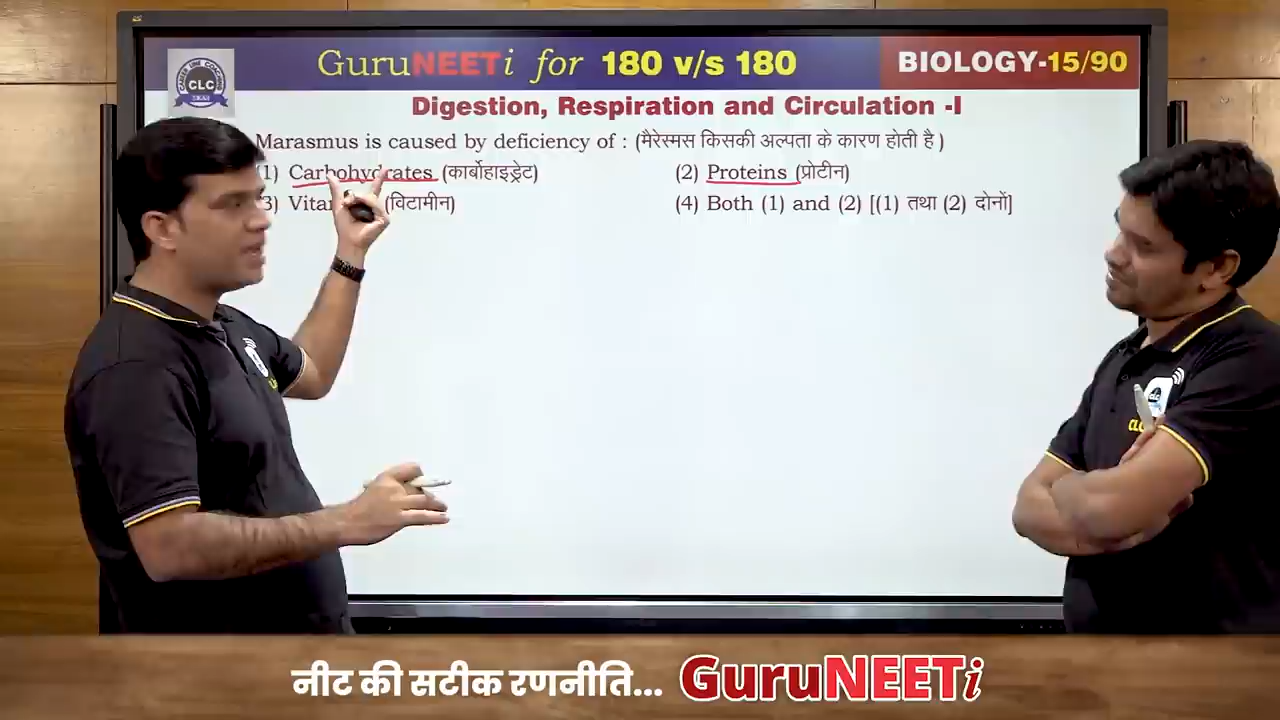 GuruNEETi for 180 v/s 180
BIOLOGY-15/90
CLC
Digestion, Respiration and Circulation -I
Marasmus is caused by deficiency of : (मैरेस्मस किसकी अल्पता के कारण होती है )
1) Carbohydrates (कार्बोहाइड्रेट)
(2) Proteins (प्रोटीन)
3) (विटामीन)
(4) Both (1) and (2) [(1) तथा (2) दोनों]
नीट की सटीक रणनीति... GuruNEETi